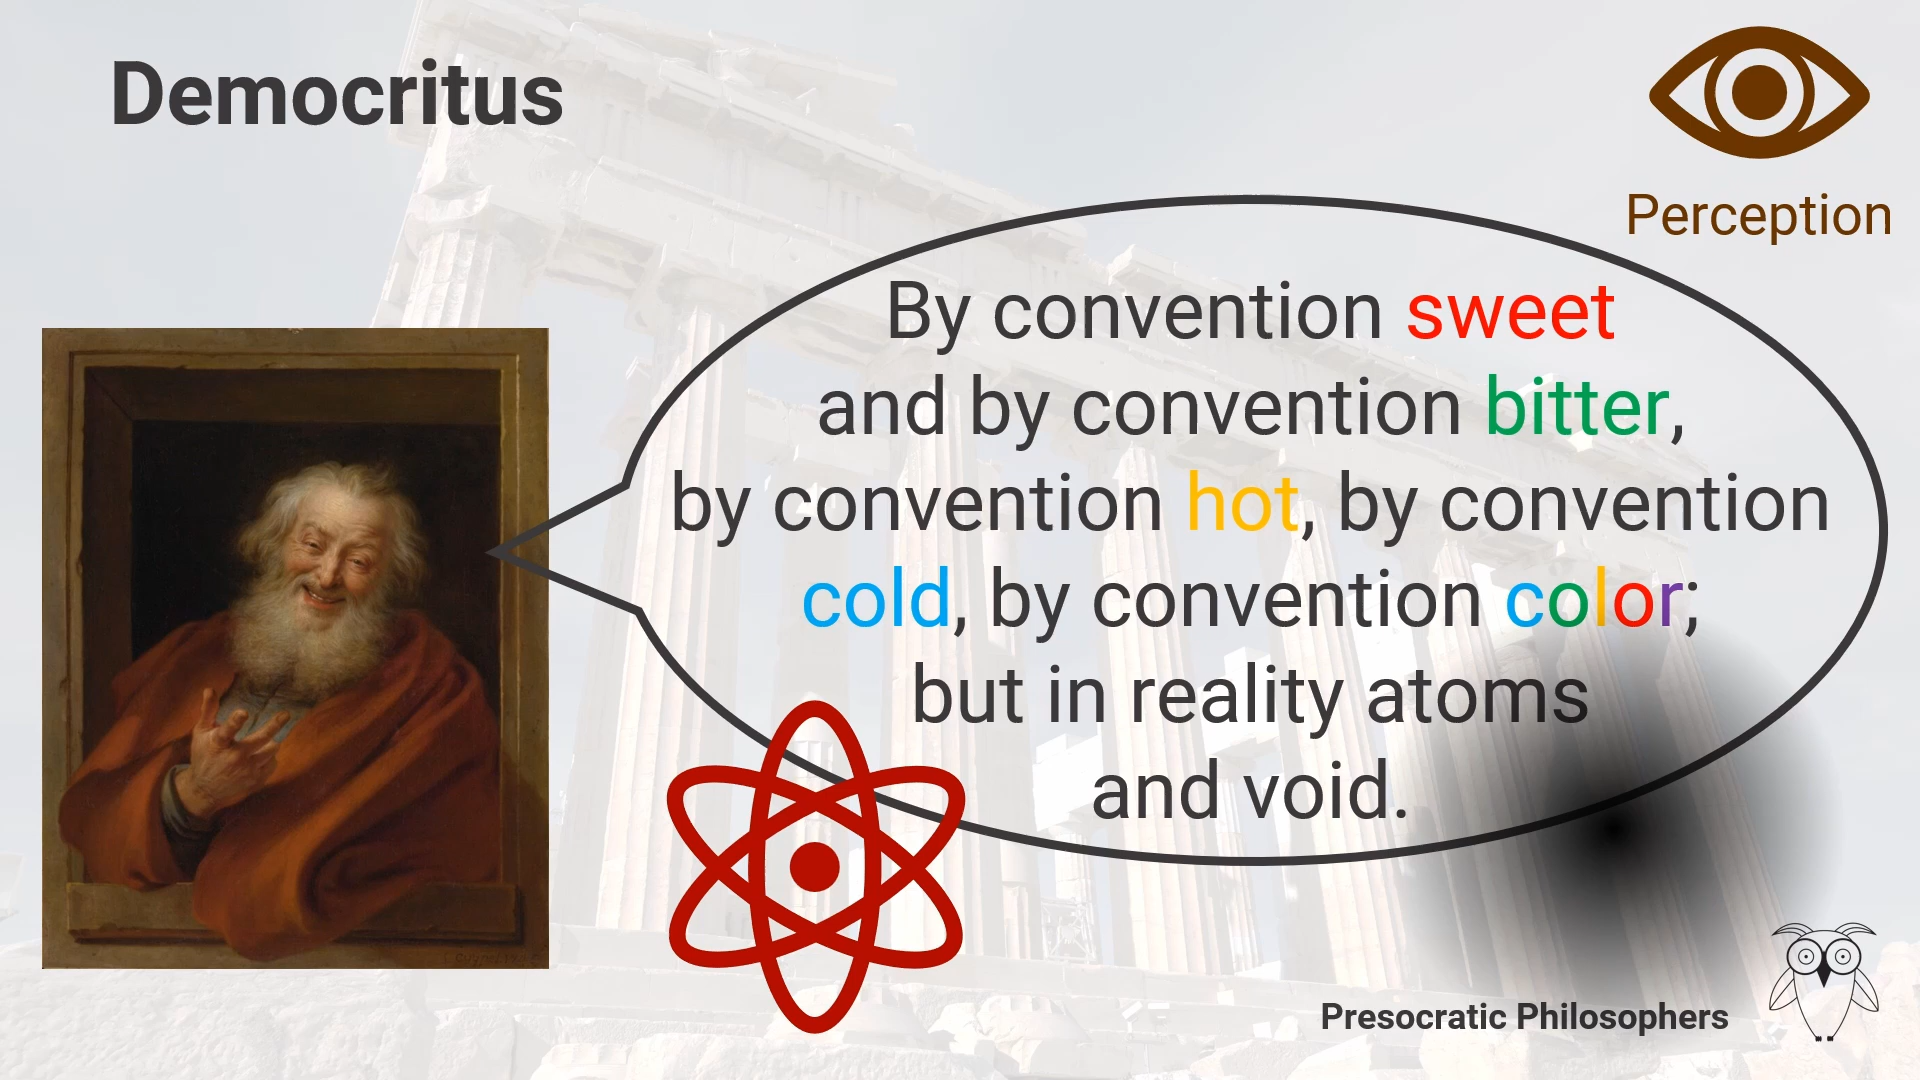 Democritus
Perception
By convention sweet
and by convention bitter,
by convention hot, by convention
cold, by convention color;
but in reality atoms
and void.
Presocratic Philosophers